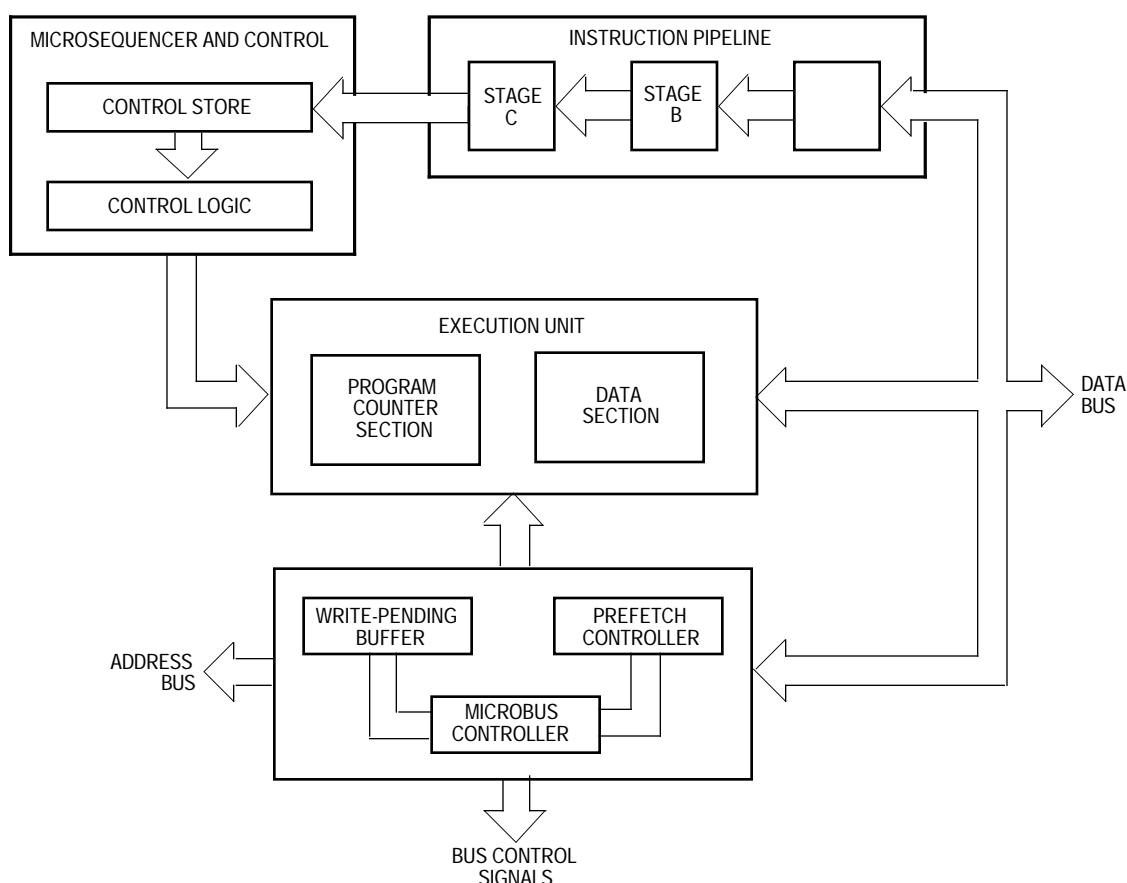 MICROSEQUENCER AND CONTROL
CONTROL STORE
CONTROL LOGIC
INSTRUCTION PIPELINE
STAGE
C
STAGE
B
EXECUTION UNIT
PROGRAM
COUNTER
SECTION
DATA
SECTION
DATA
BUS
WRITE-PENDING
BUFFER
PREFETCH
CONTROLLER
MICROBUS
CONTROLLER
ADDRESS
BUS
BUS CONTROL
SIGNALS